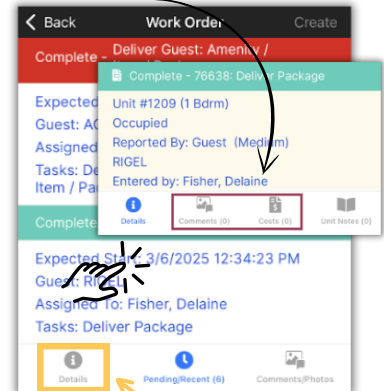 Back Work Order Create
Complete - Deliver Guest: Amenity /
Complete - 76638: Deliver Package
Unit #1209 (1 Bdrm)
Occupied
Reported By: Guest (Medium)
RIGEL
Entered by: Fisher, Delaine
Details Comments (0) Costs (0) Unit Notes (0)
Expected
Guest:
Assigned
Tasks: De
Item / Pa
Complete
Expected Start: 3/6/2025 12:34:23 PM
Guest: RIGEL
Assigned To: Fisher, Delaine
Tasks: Deliver Package
Details Pending/Recent (6) Comments/Photos